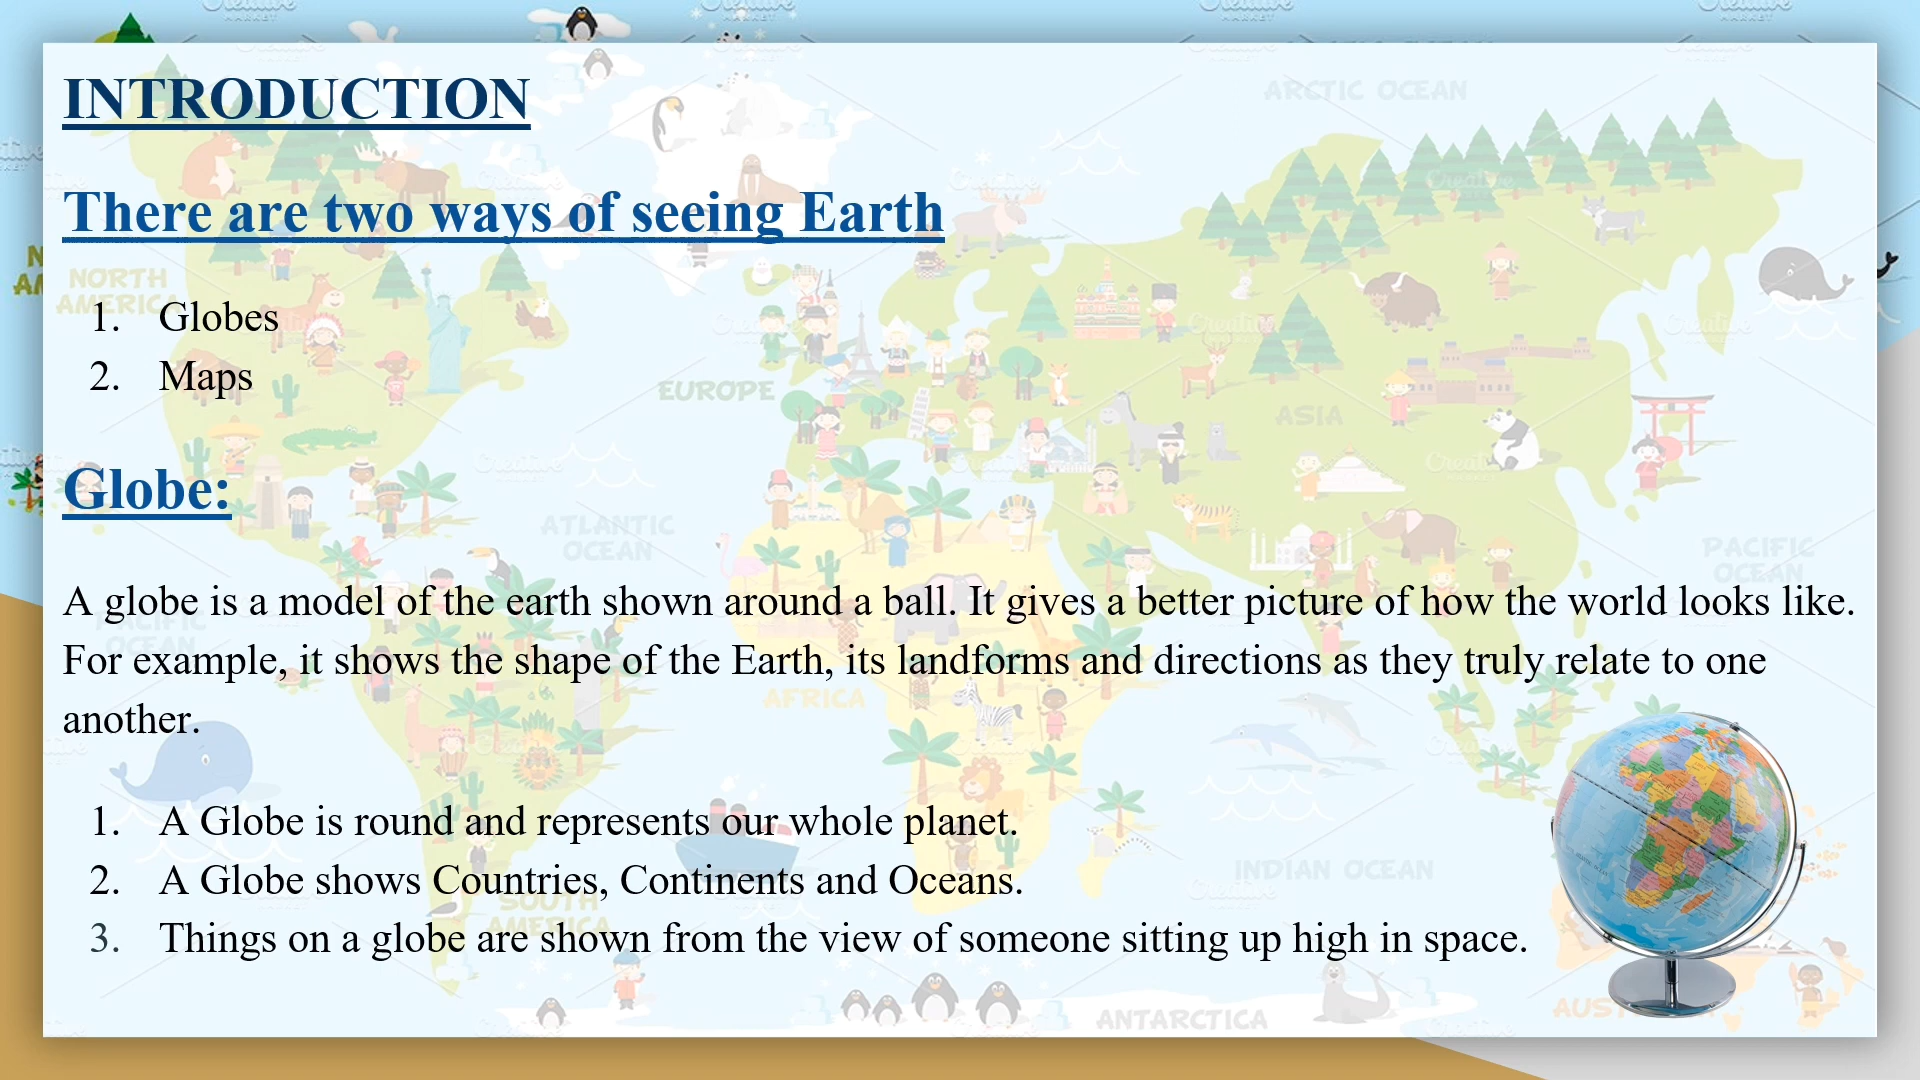 INTRODUCTION
There are two ways of seeing Earth
1. Globes
2. Maps
Globe:
A globe is a model of the earth shown around a ball. It gives a better picture of how the world looks like.
For example, it shows the shape of the Earth, its landforms and directions as they truly relate to one
another.
1. A Globe is round and represents our whole planet.
2. A Globe shows Countries, Continents and Oceans.
3. Things on a globe are shown from the view of someone sitting up high in space.
ARCTIC OCEAN
NORTH
AMERICA
EUROPE
ASIA
ATLANTIC
OCEAN
PACIFIC
OCEAN
PACIFIC
OCEAN
AFRICA
INDIAN OCEAN
SOUTH
AMERICA
ANTARCTICA
Creative
MARKET